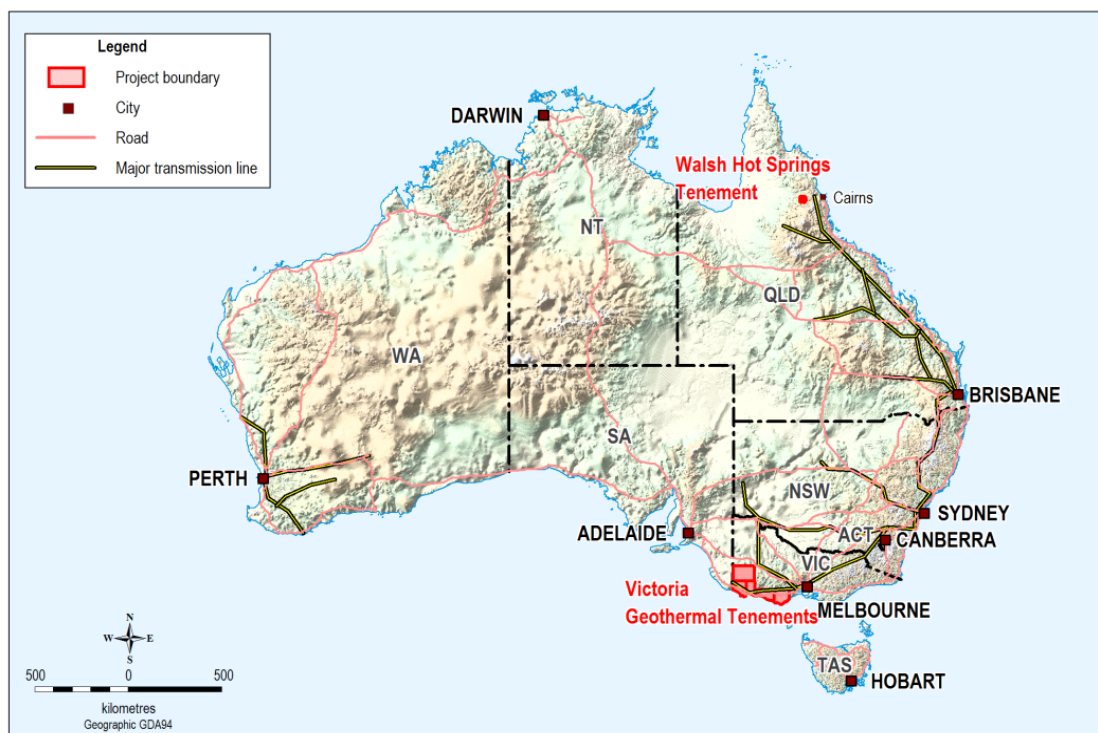 Legend
Project boundary
City
Road
Major transmission line
DARWIN
Walsh Hot Springs
Tenement
Cairns
NT
QLD
WA
BRISBANE
SA
PERTH
NSW
SYDNEY
ADELAIDE
ACT
CANBERRA
VIC
Victoria
Geothermal Tenements
MELBOURNE
N
W E
S
TAS
HOBART
500 0 500
kilometres
Geographic GDA94